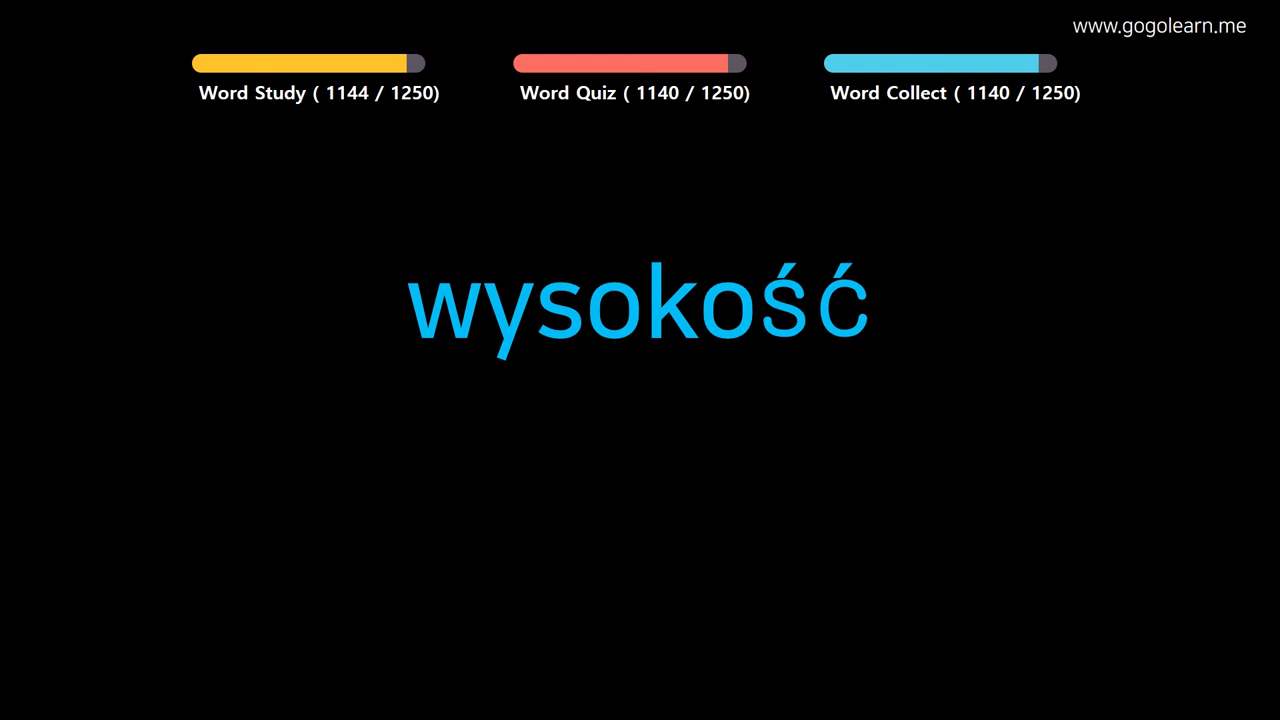 www.gogolearn.me
Word Study ( 1144 / 1250)
Word Quiz ( 1140 / 1250)
Word Collect ( 1140 / 1250)
wysokość